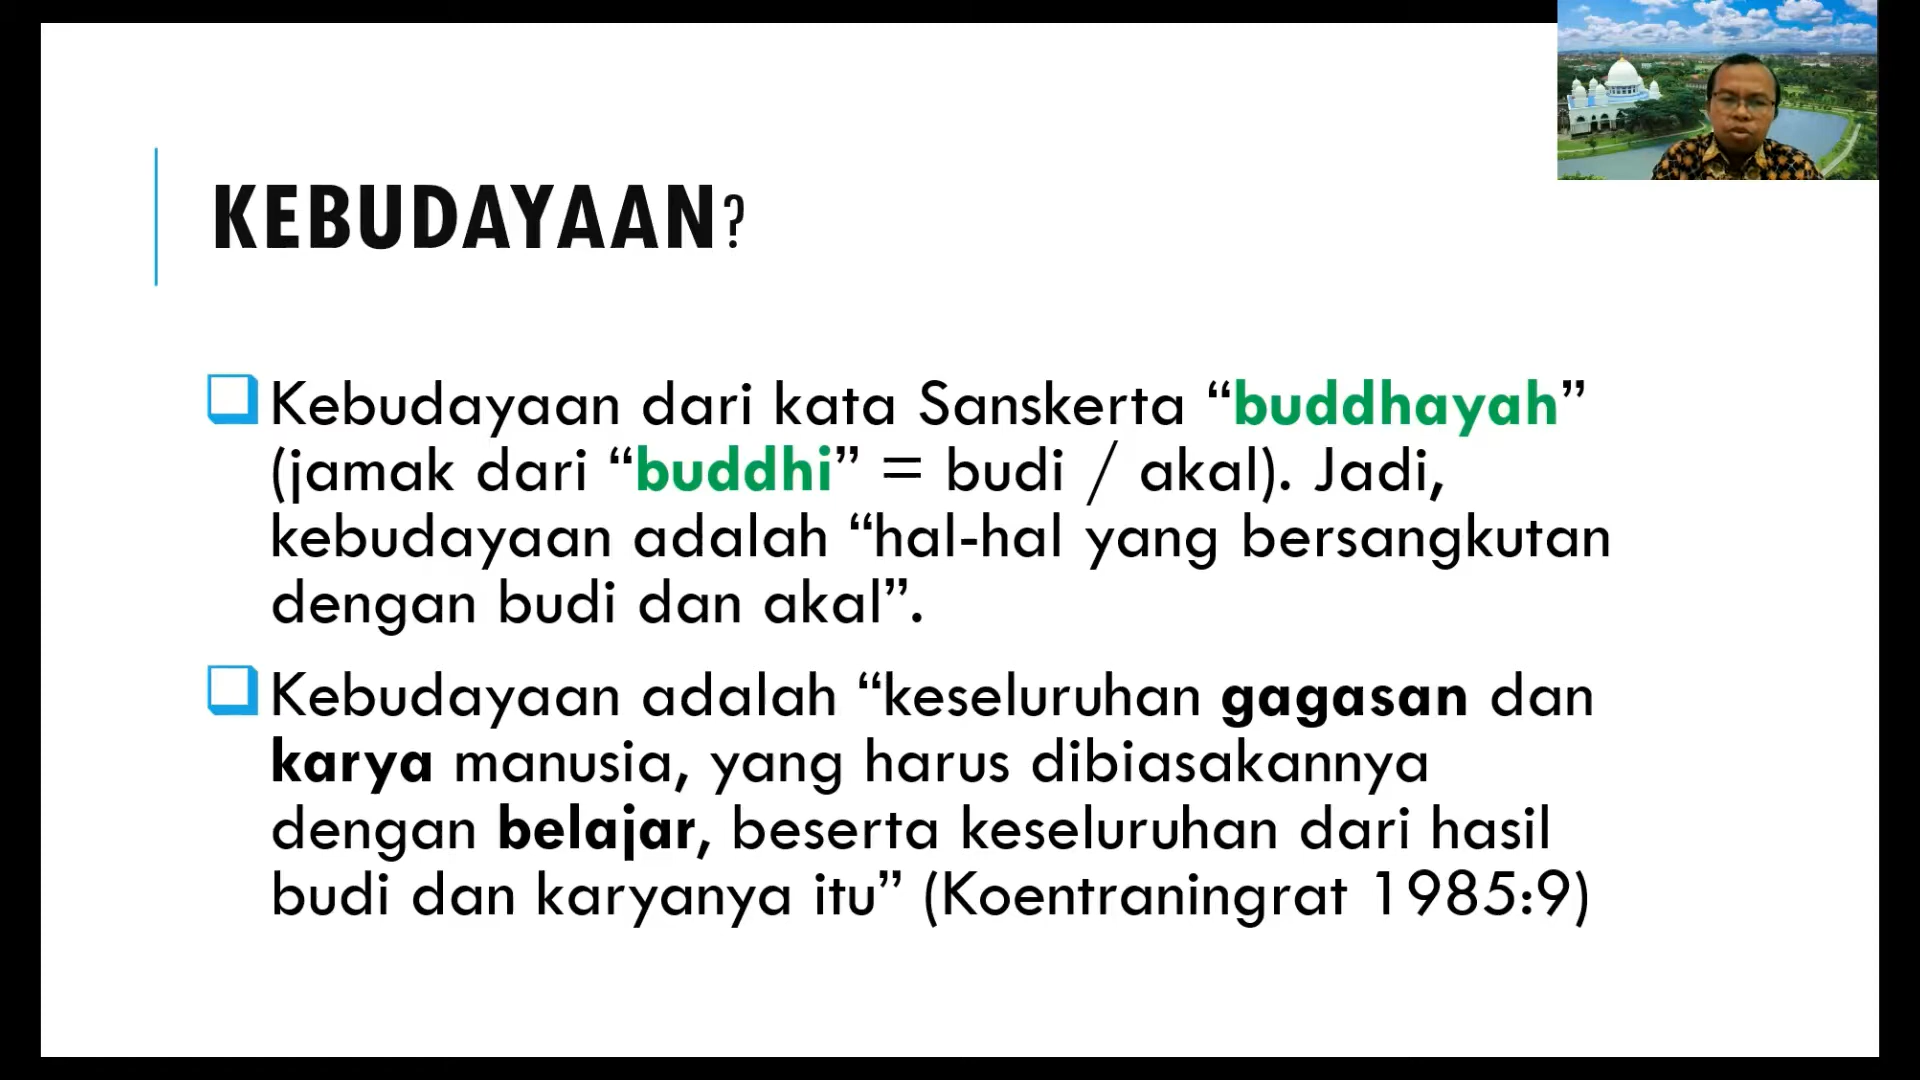 KEBUDAYAAN?
Kebudayaan dari kata Sanskerta “buddhayah”
(jamak dari “buddhi” = budi / akal). Jadi,
kebudayaan adalah “hal-hal yang bersangkutan
dengan budi dan akal”.
Kebudayaan adalah “keseluruhan gagasan dan
karya manusia, yang harus dibiasakannya
dengan belajar, beserta keseluruhan dari hasil
budi dan karyanya itu” (Koentraningrat 1985:9)